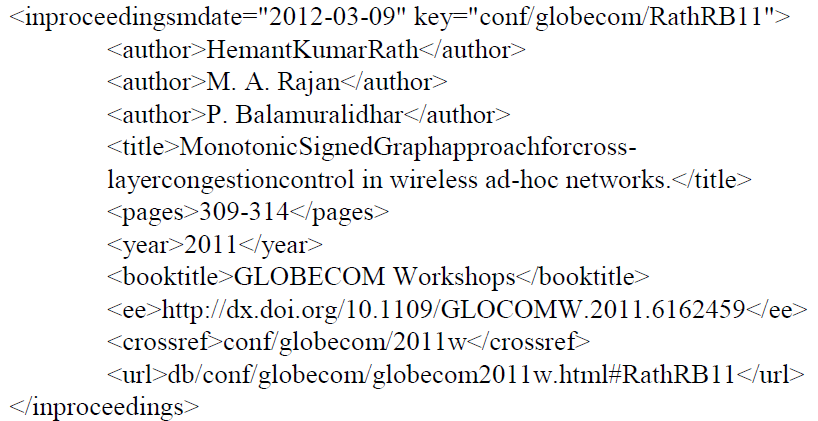 <inproceedingsmdate="2012-03-09" key="conf/globecom/RathRB11">
<author>HemantKumarRath</author>
<author>M. A. Rajan</author>
<author>P. Balamuralidhar</author>
<title>MonotonicSignedGraphapproachforcross-
layercongestioncontrol in wireless ad-hoc networks.</title>
<pages>309-314</pages>
<year>2011</year>
<booktitle>GLOBECOM Workshops</booktitle>
<ee>http://dx.doi.org/10.1109/GLOCOMW.2011.6162459</ee>
<crossref>conf/globecom/2011w</crossref>
<url>db/conf/globecom/globecom2011w.html#RathRB11</url>
</inproceedings>